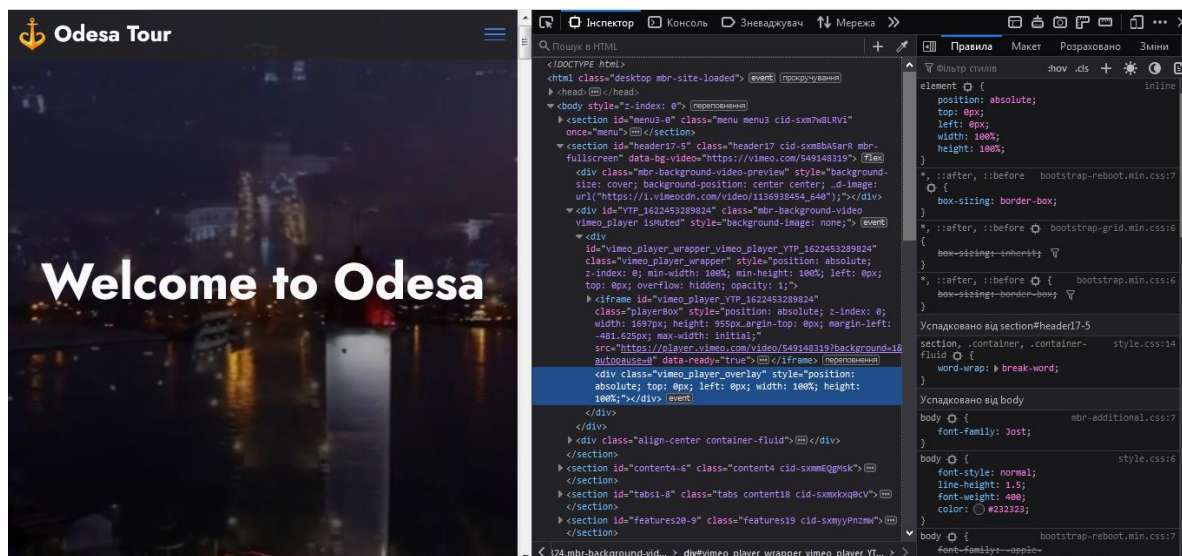 Odesa Tour
Welcome to Odesa
Інспектор
Консоль
Зневаджувач
Мережа
Пошук в HTML
<!DOCTYPE html>
<html class="desktop mbr-site-loaded"> event прокручування
<head> </head>
<body style="z-index: 0"> переповнення
<section id="menu3-0" class="menu menu3 cid-sxm7w8LRVi"
once="menu"> </section>
<section id="header17-5" class="header17 cid-sxm8bA5arR mbr-
fullscreen" data-bg-video="https://vimeo.com/549148319"> flex
<div class="mbr-background-video-preview" style="background-
size: cover; background-position: center center; …d-image:
url("https://i.vimeocdn.com/video/1136938454_640");"></div>
<div id="YTP_1622453289824" class="mbr-background-video
vimeo_player isMuted" style="background-image: none;"> event
<div
id="vimeo_player_wrapper_vimeo_player_YTP_1622453289824"
class="vimeo_player_wrapper" style="position: absolute;
z-index: 0; min-width: 100%; min-height: 100%; left: 0px;
top: 0px; overflow: hidden; opacity: 1;">
<iframe id="vimeo_player_YTP_1622453289824"
class="playerBox" style="position: absolute; z-index: 0;
width: 1697px; height: 955px…argin-top: 0px; margin-left:
-481.625px; max-width: initial;"
src="https://player.vimeo.com/video/549148319?background=1&
autopause=0" data-ready="true"> </iframe> переповнення
<div class="vimeo_player_overlay" style="position:
absolute; top: 0px; left: 0px; width: 100%; height:
100%;"></div> event
</div>
</div>
<div class="align-center container-fluid"> </div>
</section>
<section id="content4-6" class="content4 cid-sxmmEQgMsk">
</section>
<section id="tabs1-8" class="tabs content18 cid-sxmxkxq0cV">
</section>
<section id="features20-9" class="features19 cid-sxmyyPnzmW">
</section>
324.mbr-background-vid… > div#vimeo_player_wrapper_vimeo_player_YT…
Правила
Макет
Розраховано
Зміни
Фільтр стилів
:hov .cls
element { inline
position: absolute;
top: 0px;
left: 0px;
width: 100%;
height: 100%;
}
*, ::after, ::before bootstrap-reboot.min.css:7
{
box-sizing: border-box;
}
*, ::after, ::before bootstrap-grid.min.css:6
{
box-sizing: inherit;
}
*, ::after, ::before { bootstrap.min.css:6
box-sizing: border-box;
}
Успадковано від section#header17-5
section, .container, .container- style.css:14
fluid {
word-wrap: break-word;
}
Успадковано від body
body { mbr-additional.css:7
font-family: Jost;
}
body { style.css:6
font-style: normal;
line-height: 1.5;
font-weight: 400;
color: #232323;
}
body { bootstrap-reboot.min.css:7
font-family: -apple-